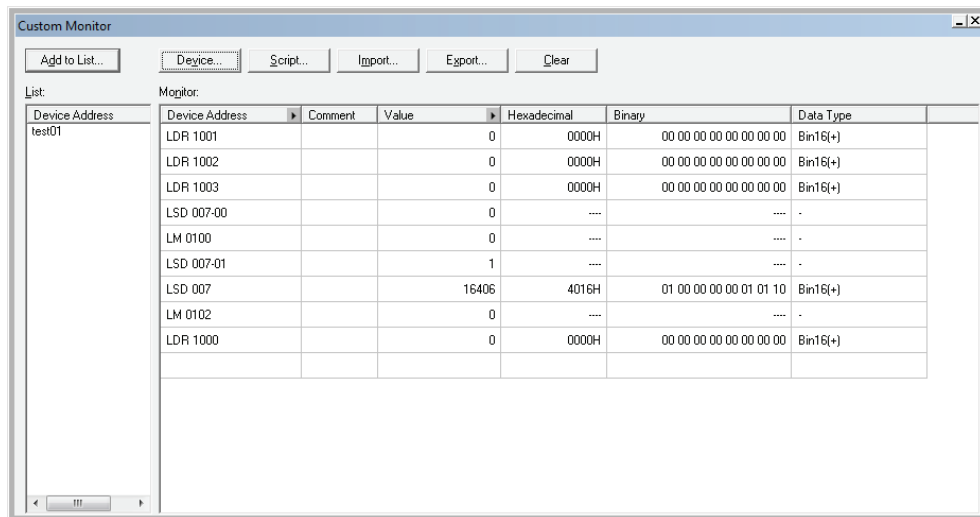 Custom Monitor
Add to List...
Device...
Script...
Import...
Export...
Clear
List:
Monitor:
Device Address
test01
Device Address Comment Value Hexadecimal Binary Data Type
LDR 1001 0 0000H 00 00 00 00 00 00 00 00 Bin16(+)
LDR 1002 0 0000H 00 00 00 00 00 00 00 00 Bin16(+)
LDR 1003 0 0000H 00 00 00 00 00 00 00 00 Bin16(+)
LSD 007-00 0 ---- ---- -
LM 0100 0 ---- ---- -
LSD 007-01 1 ---- ---- -
LSD 007 16406 4016H 01 00 00 00 00 01 01 10 Bin16(+)
LM 0102 0 ---- ---- -
LDR 1000 0 0000H 00 00 00 00 00 00 00 00 Bin16(+)